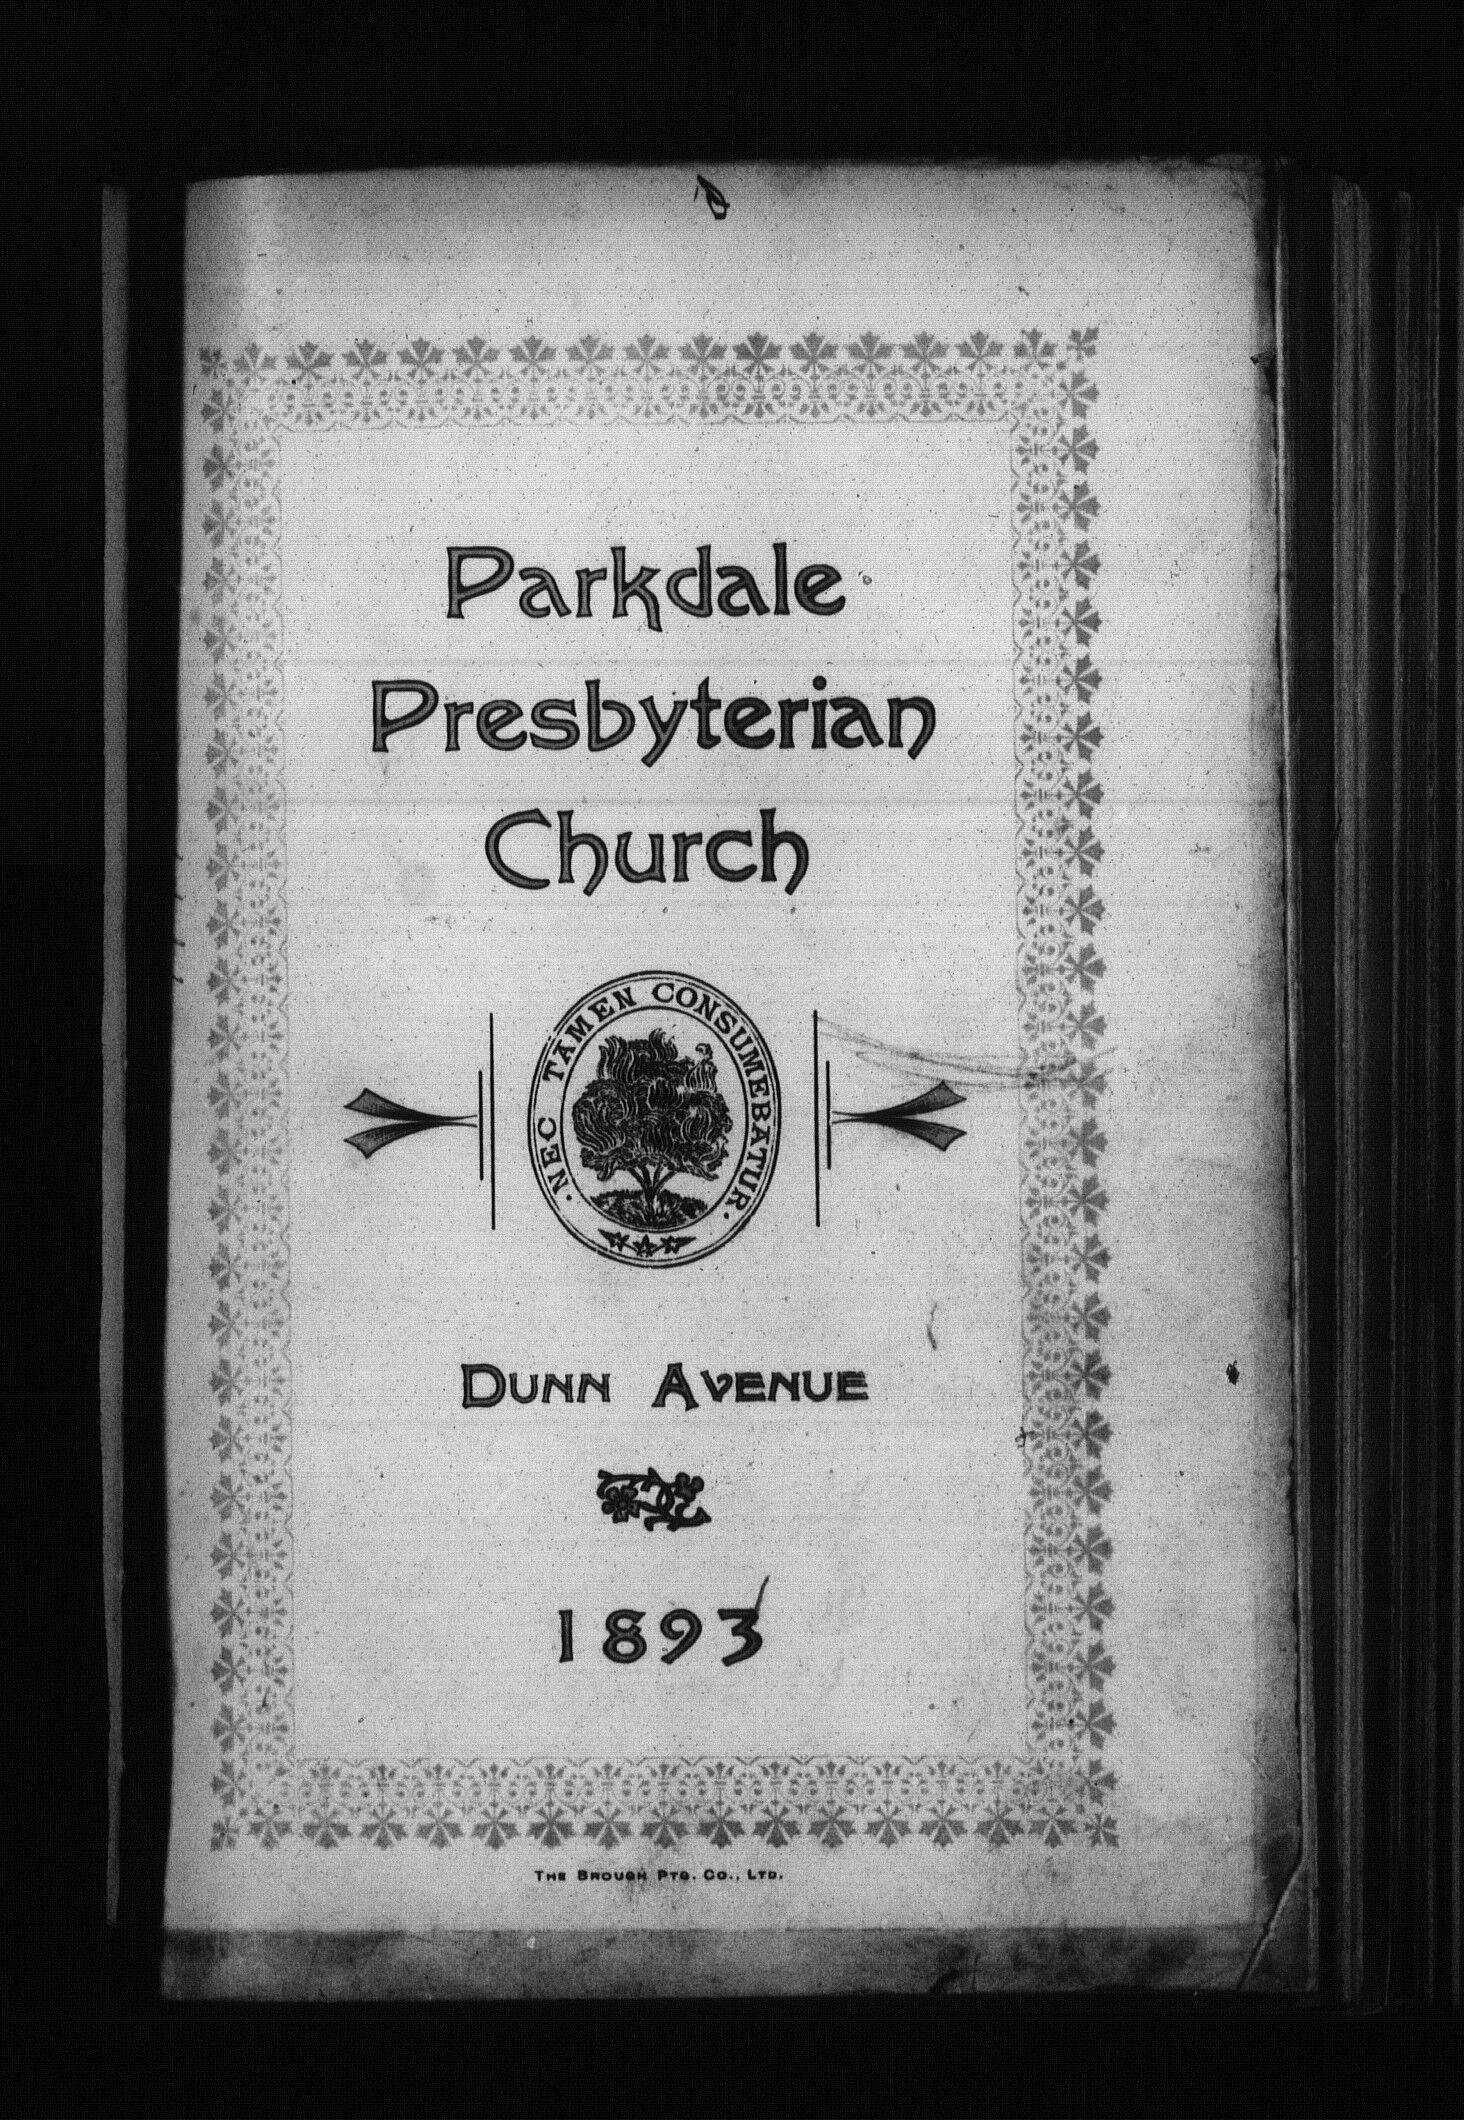 Parkdale
Presbyterian
Church
· NEC TAMEN CONSUMEBATUR ·
DUNN AVENUE
1893
THE BROUGH PTG. CO., LTD.